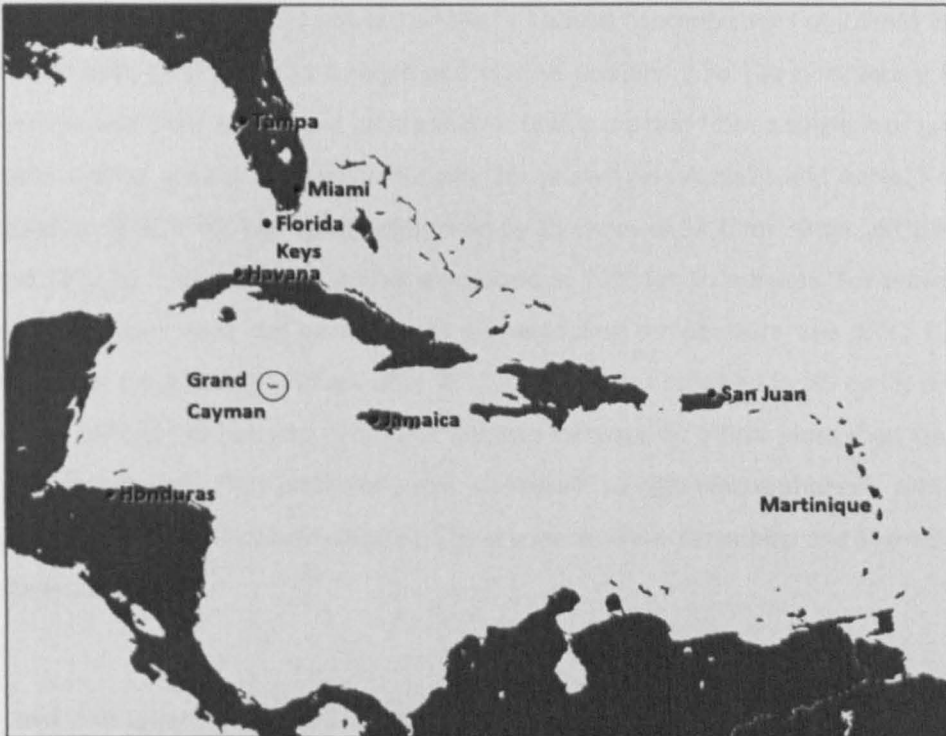 Tampa
Miami
Florida
Keys
Havana
Grand
Cayman
Jamaica
San Juan
Honduras
Martinique